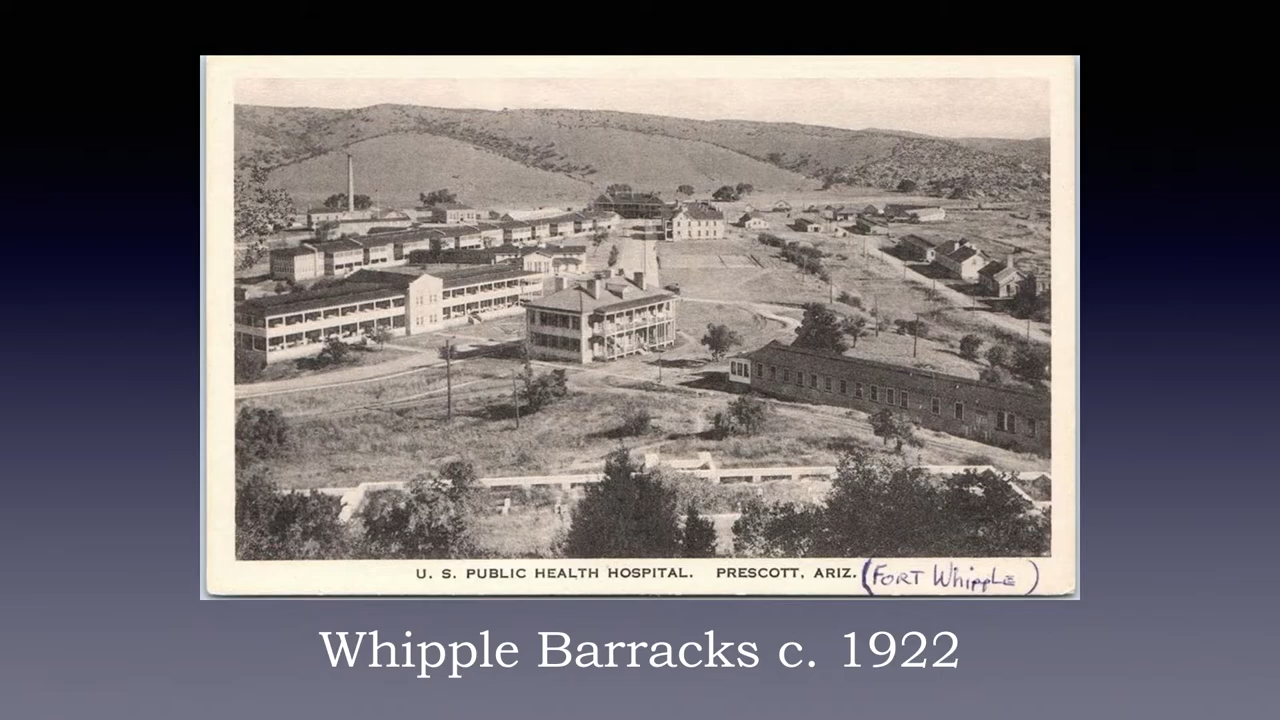 U. S. PUBLIC HEALTH HOSPITAL. PRESCOTT, ARIZ. (FORT WhippLE)
Whipple Barracks c. 1922